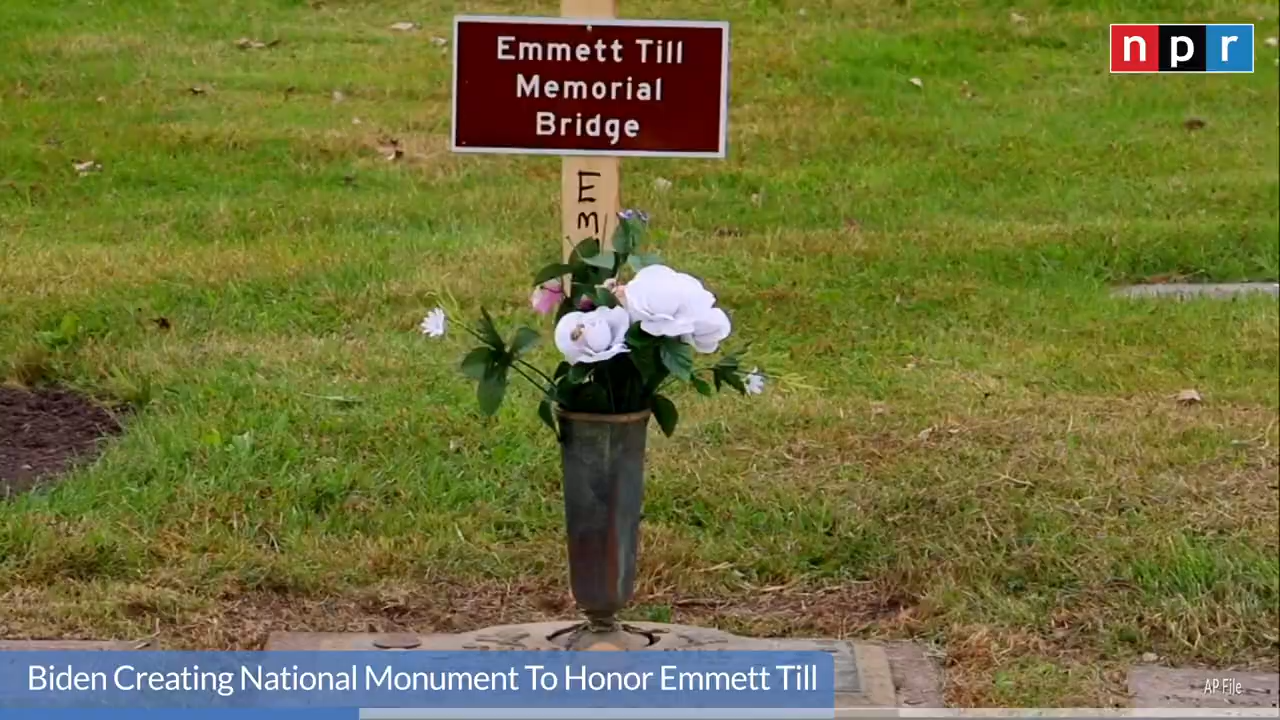 Emmett Till
Memorial
Bridge
npr
E
m
Biden Creating National Monument To Honor Emmett Till
AP File